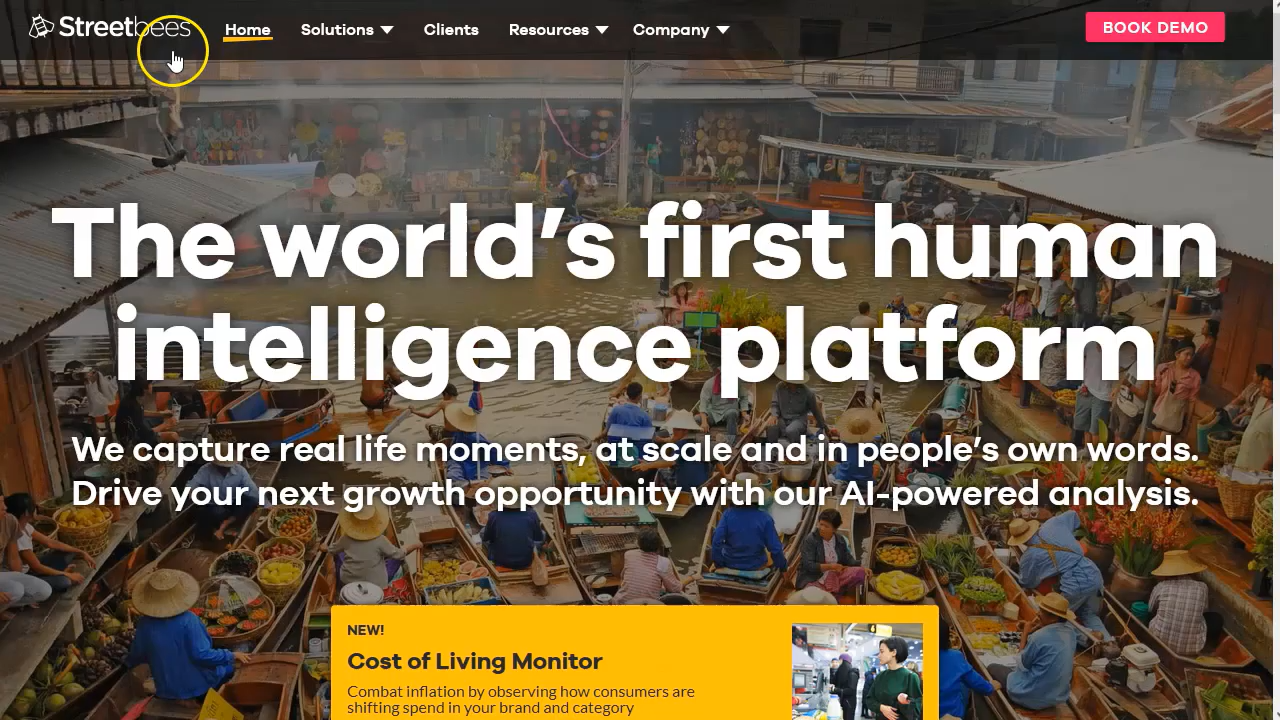 Streetbees
Home
Solutions
Clients
Resources
Company
BOOK DEMO
The world’s first human
intelligence platform
We capture real life moments, at scale and in people’s own words.
Drive your next growth opportunity with our AI-powered analysis.
NEW!
Cost of Living Monitor
Combat inflation by observing how consumers are
shifting spend in your brand and category